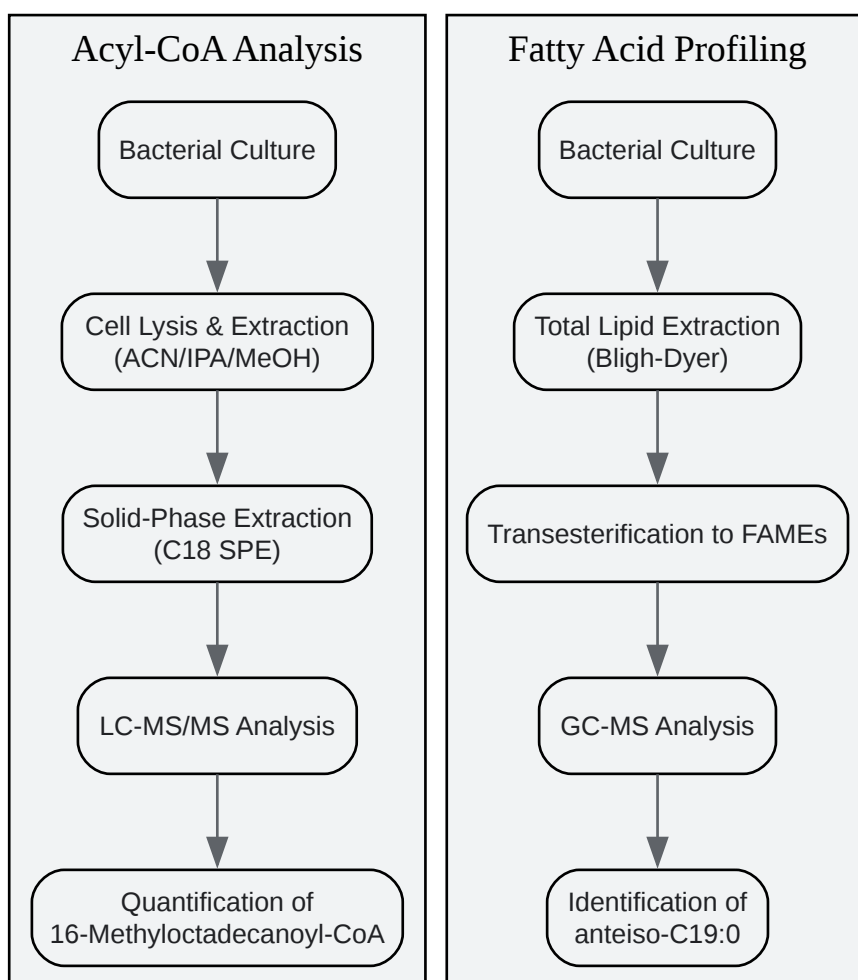 Acyl-CoA Analysis
Bacterial Culture
Cell Lysis & Extraction
(ACN/IPA/MeOH)
Solid-Phase Extraction
(C18 SPE)
LC-MS/MS Analysis
Quantification of
16-Methyloctadecanoyl-CoA
Fatty Acid Profiling
Bacterial Culture
Total Lipid Extraction
(Bligh-Dyer)
Transesterification to FAMEs
GC-MS Analysis
Identification of
anteiso-C19:0